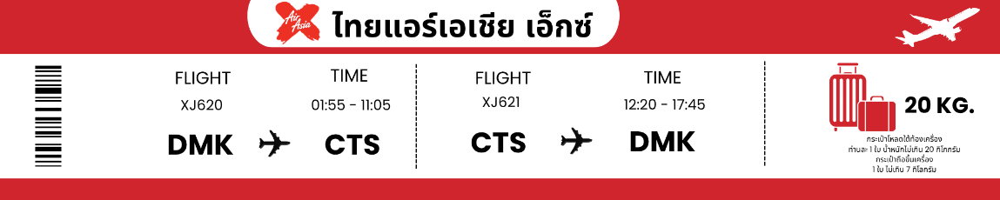 Air
Asia
ไทยแอร์เอเชีย เอ็กซ์
FLIGHT
TIME
XJ620
01:55 - 11:05
DMK
CTS
FLIGHT
TIME
XJ621
12:20 - 17:45
CTS
DMK
20 KG.
กระเป๋าโหลดใต้ท้องเครื่อง
ท่านละ 1 ใบ น้ำหนักไม่เกิน 20 กิโกกรัม
กระเป๋าถือขึ้นเครื่อง
1 ใบ ไม่เกิน 7 กิโลกรัม